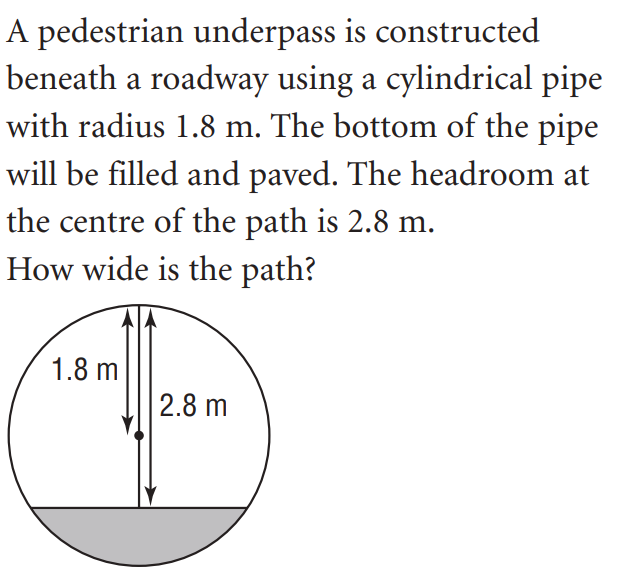 A pedestrian underpass is constructed
beneath a roadway using a cylindrical pipe
with radius 1.8 m. The bottom of the pipe
will be filled and paved. The headroom at
the centre of the path is 2.8 m.
How wide is the path?
1.8 m
2.8 m